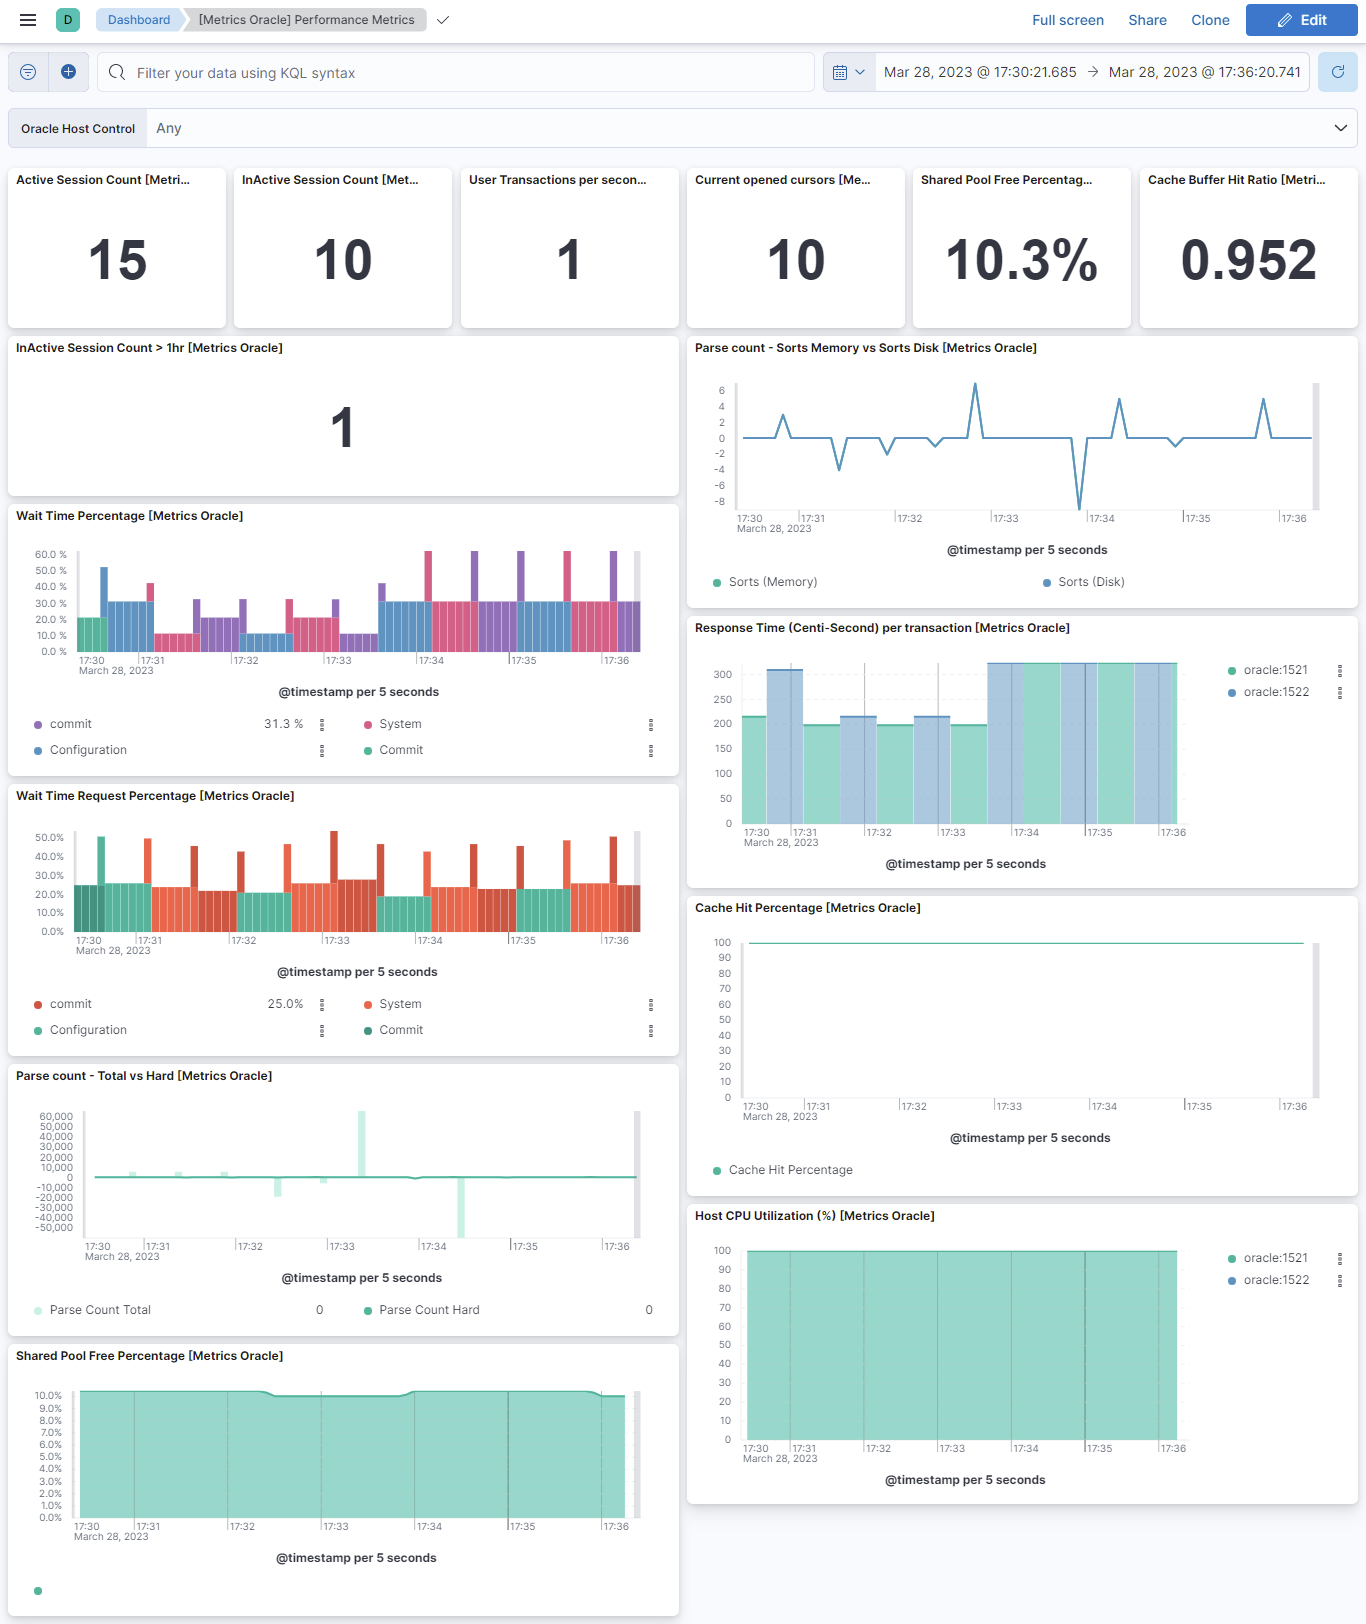 D Dashboard [Metrics Oracle] Performance Metrics Full screen Share Clone Edit
Filter your data using KQL syntax Mar 28, 2023 @ 17:30:21.685 → Mar 28, 2023 @ 17:36:20.741
Oracle Host Control Any
Active Session Count [Metri... InActive Session Count [Met... User Transactions per secon... Current opened cursors [Me... Shared Pool Free Percentag... Cache Buffer Hit Ratio [Metri...
15 10 1 10 10.3% 0.952
InActive Session Count > 1hr [Metrics Oracle]
1
Wait Time Percentage [Metrics Oracle]
60.0 %
50.0 %
40.0 %
30.0 %
20.0 %
10.0 %
0.0 %
17:30 17:31 17:32 17:33 17:34 17:35 17:36
March 28, 2023
@timestamp per 5 seconds
commit 31.3 % System
Configuration Commit
Wait Time Request Percentage [Metrics Oracle]
50.0%
40.0%
30.0%
20.0%
10.0%
0.0%
17:30 17:31 17:32 17:33 17:34 17:35 17:36
March 28, 2023
@timestamp per 5 seconds
commit 25.0% System
Configuration Commit
Parse count - Total vs Hard [Metrics Oracle]
60,000
50,000
40,000
30,000
20,000
10,000
0
-10,000
-20,000
-30,000
-40,000
-50,000
17:30 17:31 17:32 17:33 17:34 17:35 17:36
March 28, 2023
@timestamp per 5 seconds
Parse Count Total 0 Parse Count Hard 0
Shared Pool Free Percentage [Metrics Oracle]
10.0%
9.0%
8.0%
7.0%
6.0%
5.0%
4.0%
3.0%
2.0%
1.0%
0.0%
17:30 17:31 17:32 17:33 17:34 17:35 17:36
March 28, 2023
@timestamp per 5 seconds
Parse count - Sorts Memory vs Sorts Disk [Metrics Oracle]
6
4
2
0
-2
-4
-6
-8
17:30 17:31 17:32 17:33 17:34 17:35 17:36
March 28, 2023
@timestamp per 5 seconds
Sorts (Memory) Sorts (Disk)
Response Time (Centi-Second) per transaction [Metrics Oracle]
300
250
200
150
100
50
0
17:30 17:31 17:32 17:33 17:34 17:35 17:36
March 28, 2023
@timestamp per 5 seconds
oracle:1521
oracle:1522
Cache Hit Percentage [Metrics Oracle]
100
90
80
70
60
50
40
30
20
10
0
17:30 17:31 17:32 17:33 17:34 17:35 17:36
March 28, 2023
@timestamp per 5 seconds
Cache Hit Percentage
Host CPU Utilization (%) [Metrics Oracle]
100
90
80
70
60
50
40
30
20
10
0
17:30 17:31 17:32 17:33 17:34 17:35 17:36
March 28, 2023
@timestamp per 5 seconds
oracle:1521
oracle:1522